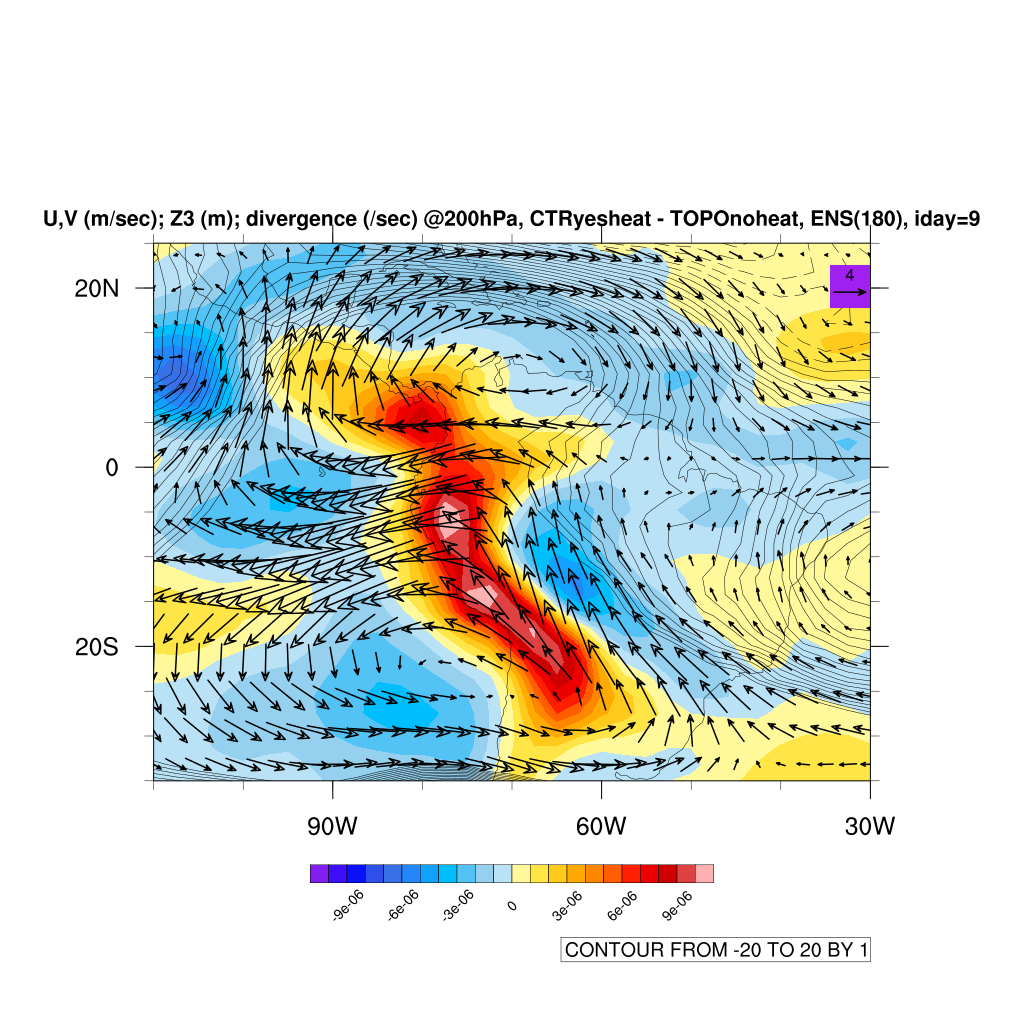 U,V (m/sec); Z3 (m); divergence (/sec) @200hPa, CTRyesheat - TOPOnoheat, ENS(180), iday=9
4
20N
0
20S
90W 60W 30W
-9e-06 -6e-06 -3e-06 0 3e-06 6e-06 9e-06
CONTOUR FROM -20 TO 20 BY 1